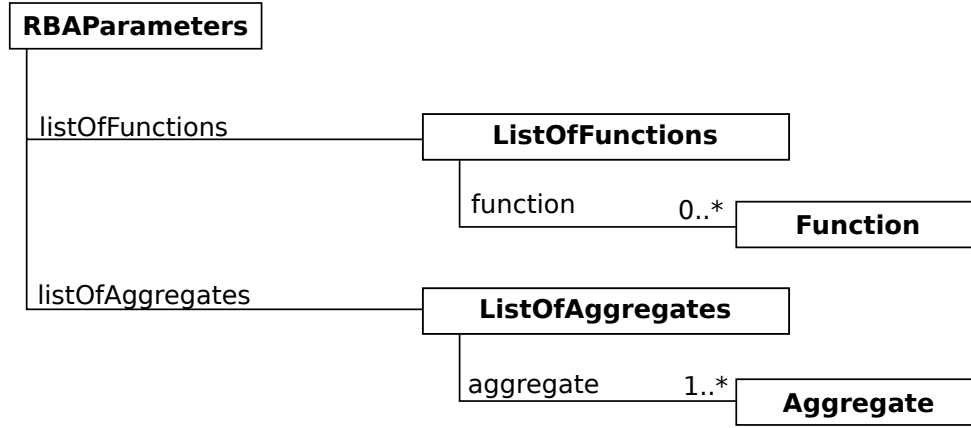 RBAParameters
listOfFunctions
ListOfFunctions
function 0..*
Function
listOfAggregates
ListOfAggregates
aggregate 1..*
Aggregate